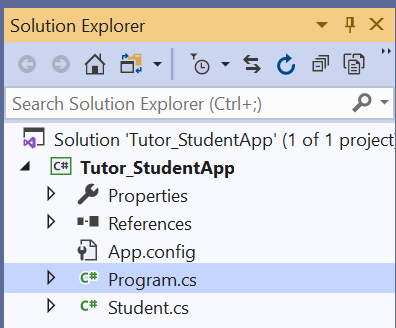 Solution Explorer
Search Solution Explorer (Ctrl+;)
Solution 'Tutor_StudentApp' (1 of 1 project
C# Tutor_StudentApp
Properties
References
App.config
C# Program.cs
C# Student.cs